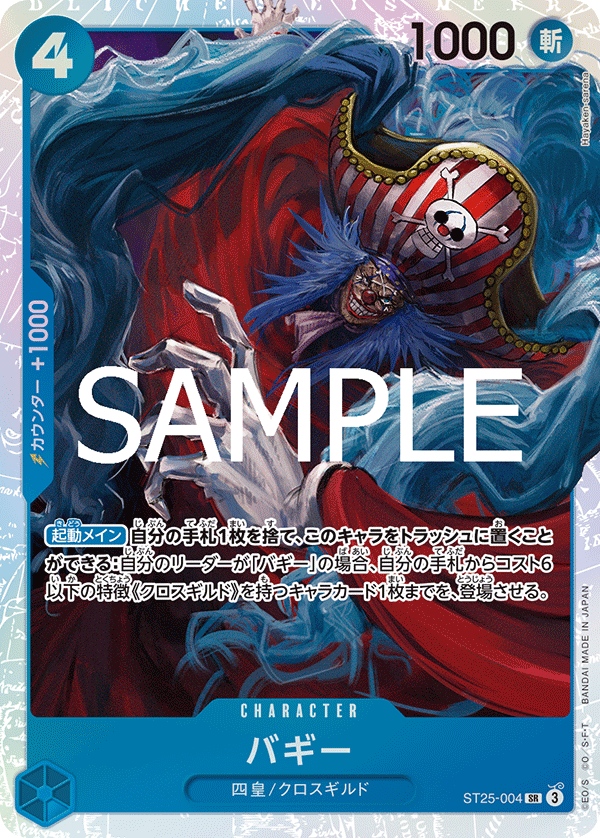 4
1000 斬
Hayaken-sarena
カウンター +1000
SAMPLE
起動メイン 自分の手札1枚を捨て、このキャラをトラッシュに置くこと
ができる：自分のリーダーが「バギー」の場合、自分の手札からコスト6
以下の特徴《クロスギルド》を持つキャラカード1枚までを、登場させる。
CHARACTER
バギー
四皇/クロスギルド
ST25-004 SR 3
©EO/S ©O/S・F・T BANDAI MADE IN JAPAN